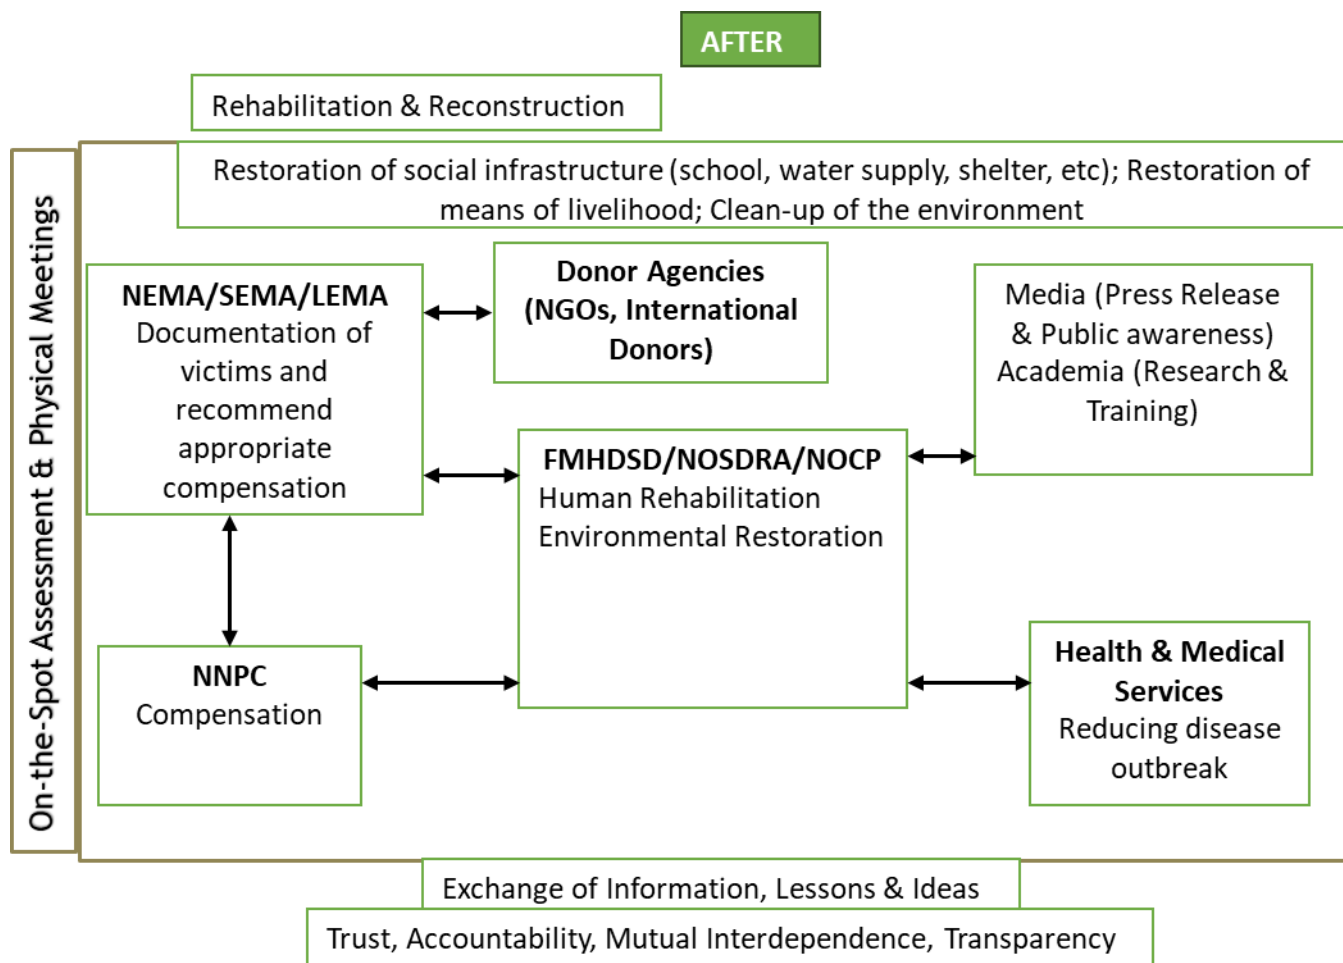 AFTER
Rehabilitation & Reconstruction
Restoration of social infrastructure (school, water supply, shelter, etc); Restoration of
means of livelihood; Clean-up of the environment
On-the-Spot Assessment & Physical Meetings
NEMA/SEMA/LEMA
Documentation of
victims and
recommend
appropriate
compensation
Donor Agencies
(NGOs, International
Donors)
Media (Press Release
& Public awareness)
Academia (Research &
Training)
FMHDSD/NOSDRA/NOCP
Human Rehabilitation
Environmental Restoration
NNPC
Compensation
Health & Medical
Services
Reducing disease
outbreak
Exchange of Information, Lessons & Ideas
Trust, Accountability, Mutual Interdependence, Transparency